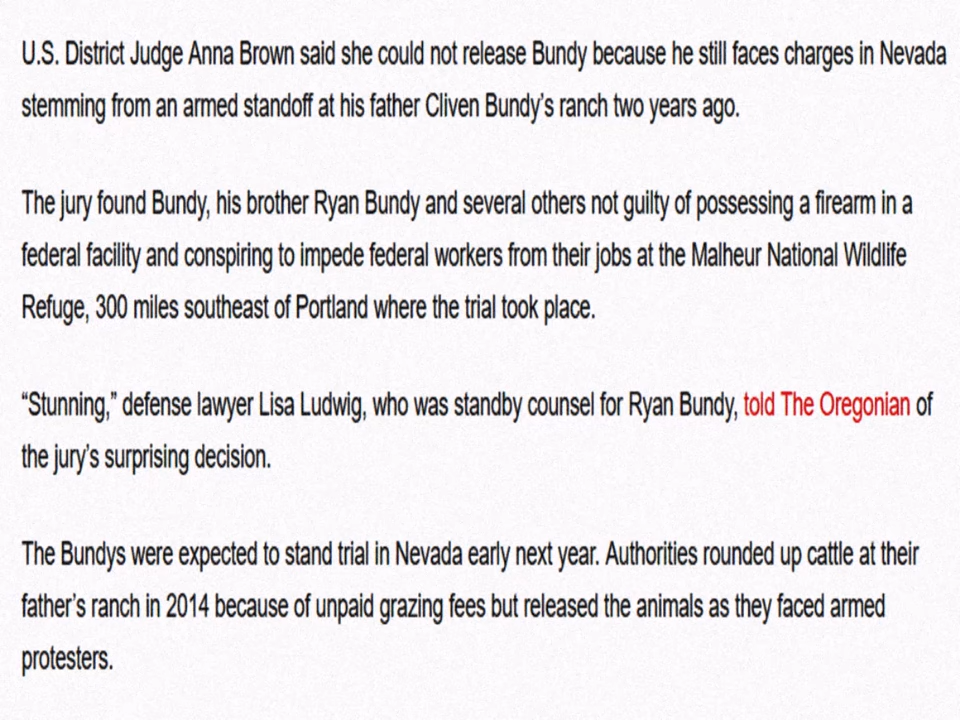 U.S. District Judge Anna Brown said she could not release Bundy because he still faces charges in Nevada
stemming from an armed standoff at his father Cliven Bundy’s ranch two years ago.
The jury found Bundy, his brother Ryan Bundy and several others not guilty of possessing a firearm in a
federal facility and conspiring to impede federal workers from their jobs at the Malheur National Wildlife
Refuge, 300 miles southeast of Portland where the trial took place.
“Stunning,” defense lawyer Lisa Ludwig, who was standby counsel for Ryan Bundy, told The Oregonian of
the jury’s surprising decision.
The Bundys were expected to stand trial in Nevada early next year. Authorities rounded up cattle at their
father’s ranch in 2014 because of unpaid grazing fees but released the animals as they faced armed
protesters.